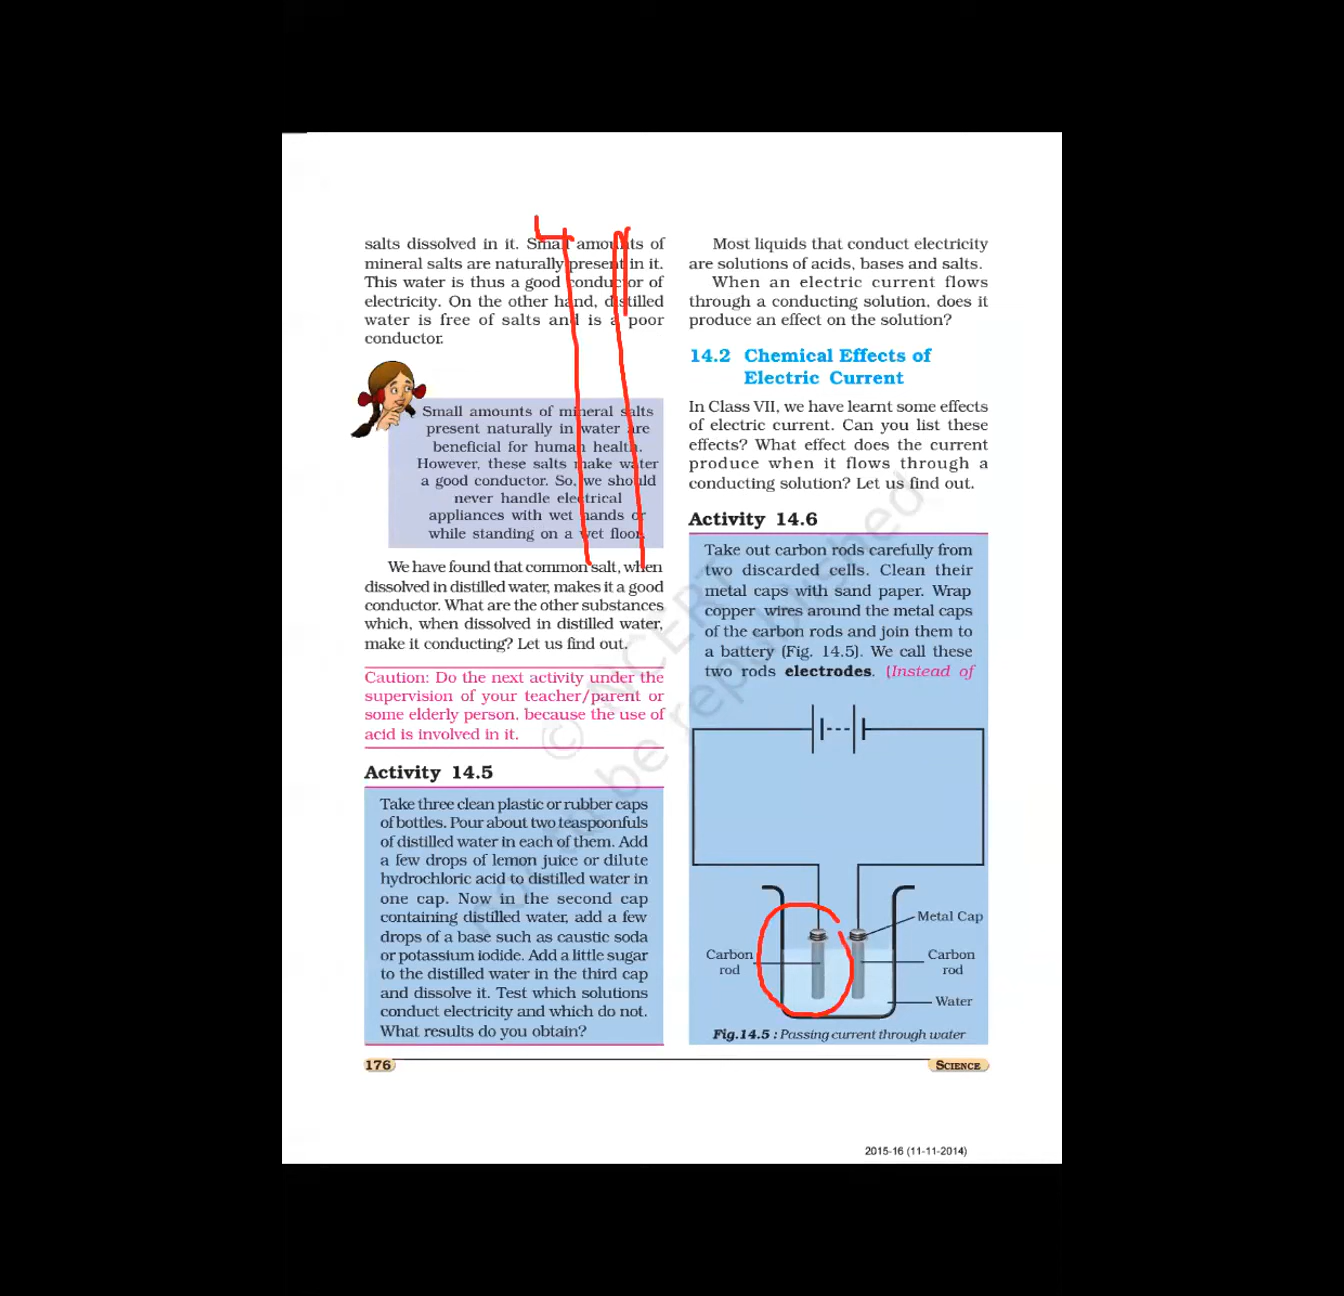 salts dissolved in it. Small amounts of
mineral salts are naturally present in it.
This water is thus a good conductor of
electricity. On the other hand, distilled
water is free of salts and is a poor
conductor.
Small amounts of mineral salts
present naturally in water are
beneficial for human health.
However, these salts make water
a good conductor. So, we should
never handle electrical
appliances with wet hands or
while standing on a wet floor.
We have found that common salt, when
dissolved in distilled water, makes it a good
conductor. What are the other substances
which, when dissolved in distilled water,
make it conducting? Let us find out.
Caution: Do the next activity under the
supervision of your teacher/parent or
some elderly person, because the use of
acid is involved in it.
Activity 14.5
Take three clean plastic or rubber caps
of bottles. Pour about two teaspoonfuls
of distilled water in each of them. Add
a few drops of lemon juice or dilute
hydrochloric acid to distilled water in
one cap. Now in the second cap
containing distilled water, add a few
drops of a base such as caustic soda
or potassium iodide. Add a little sugar
to the distilled water in the third cap
and dissolve it. Test which solutions
conduct electricity and which do not.
What results do you obtain?
176
Most liquids that conduct electricity
are solutions of acids, bases and salts.
When an electric current flows
through a conducting solution, does it
produce an effect on the solution?
14.2 Chemical Effects of
Electric Current
In Class VII, we have learnt some effects
of electric current. Can you list these
effects? What effect does the current
produce when it flows through a
conducting solution? Let us find out.
Activity 14.6
Take out carbon rods carefully from
two discarded cells. Clean their
metal caps with sand paper. Wrap
copper wires around the metal caps
of the carbon rods and join them to
a battery (Fig. 14.5). We call these
two rods electrodes. (Instead of
Metal Cap
Carbon
rod
Carbon
rod
Water
Fig.14.5 : Passing current through water
SCIENCE
© NCERT
not to be republished
2015-16 (11-11-2014)